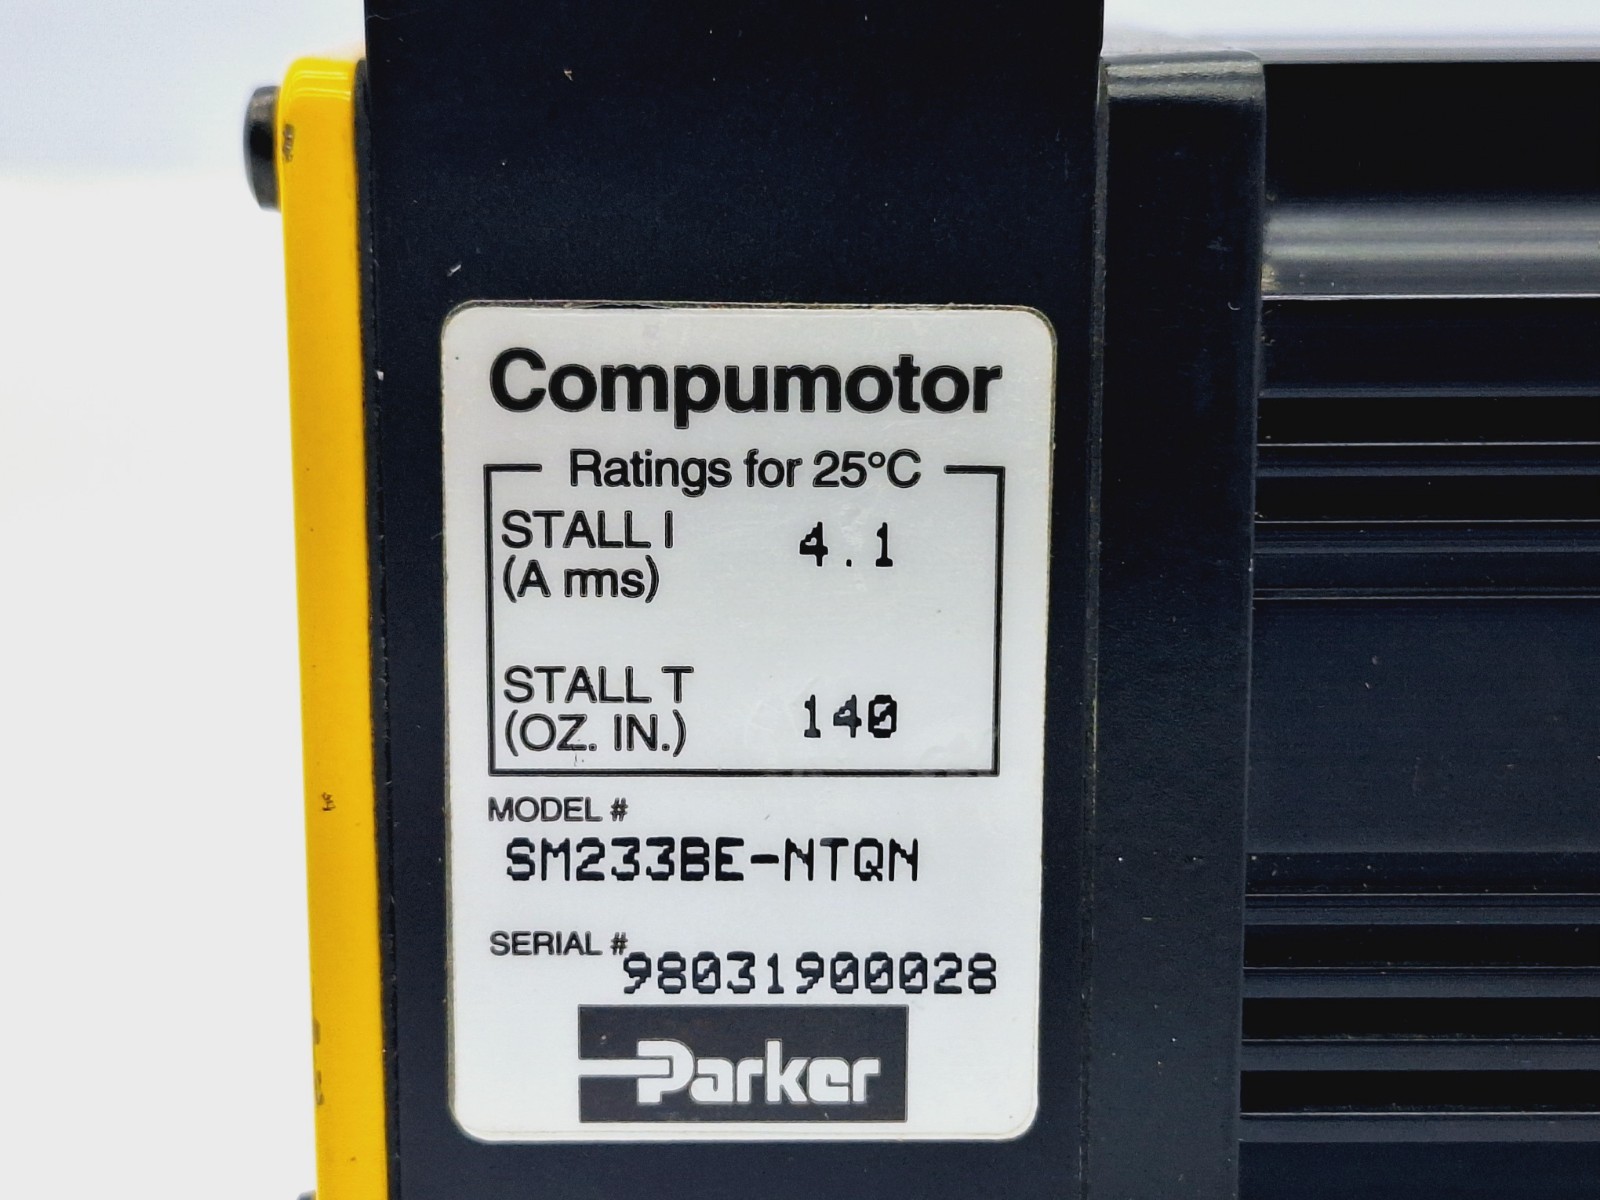 Compumotor
Ratings for 25°C
STALL I 4.1
(A rms)
STALL T
(OZ. IN.) 140
MODEL #
SM233BE-NTQN
SERIAL # 98031900028
Parker